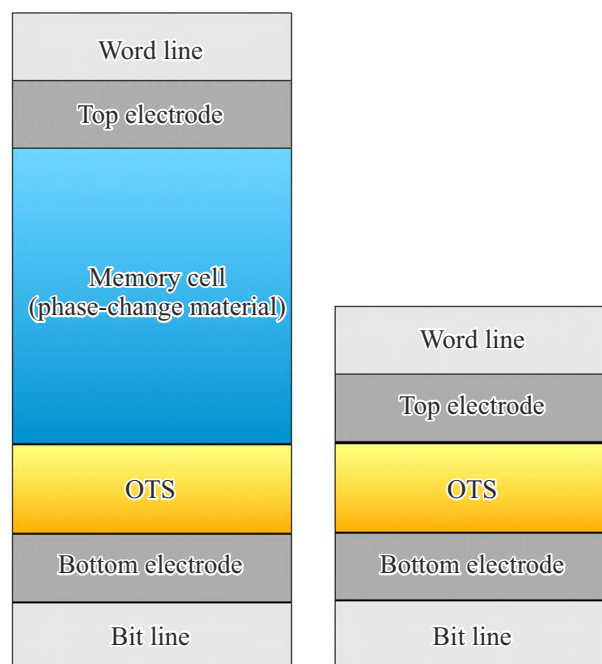 Word line
Top electrode
Memory cell
(phase-change material)
OTS
Bottom electrode
Bit line
Word line
Top electrode
OTS
Bottom electrode
Bit line